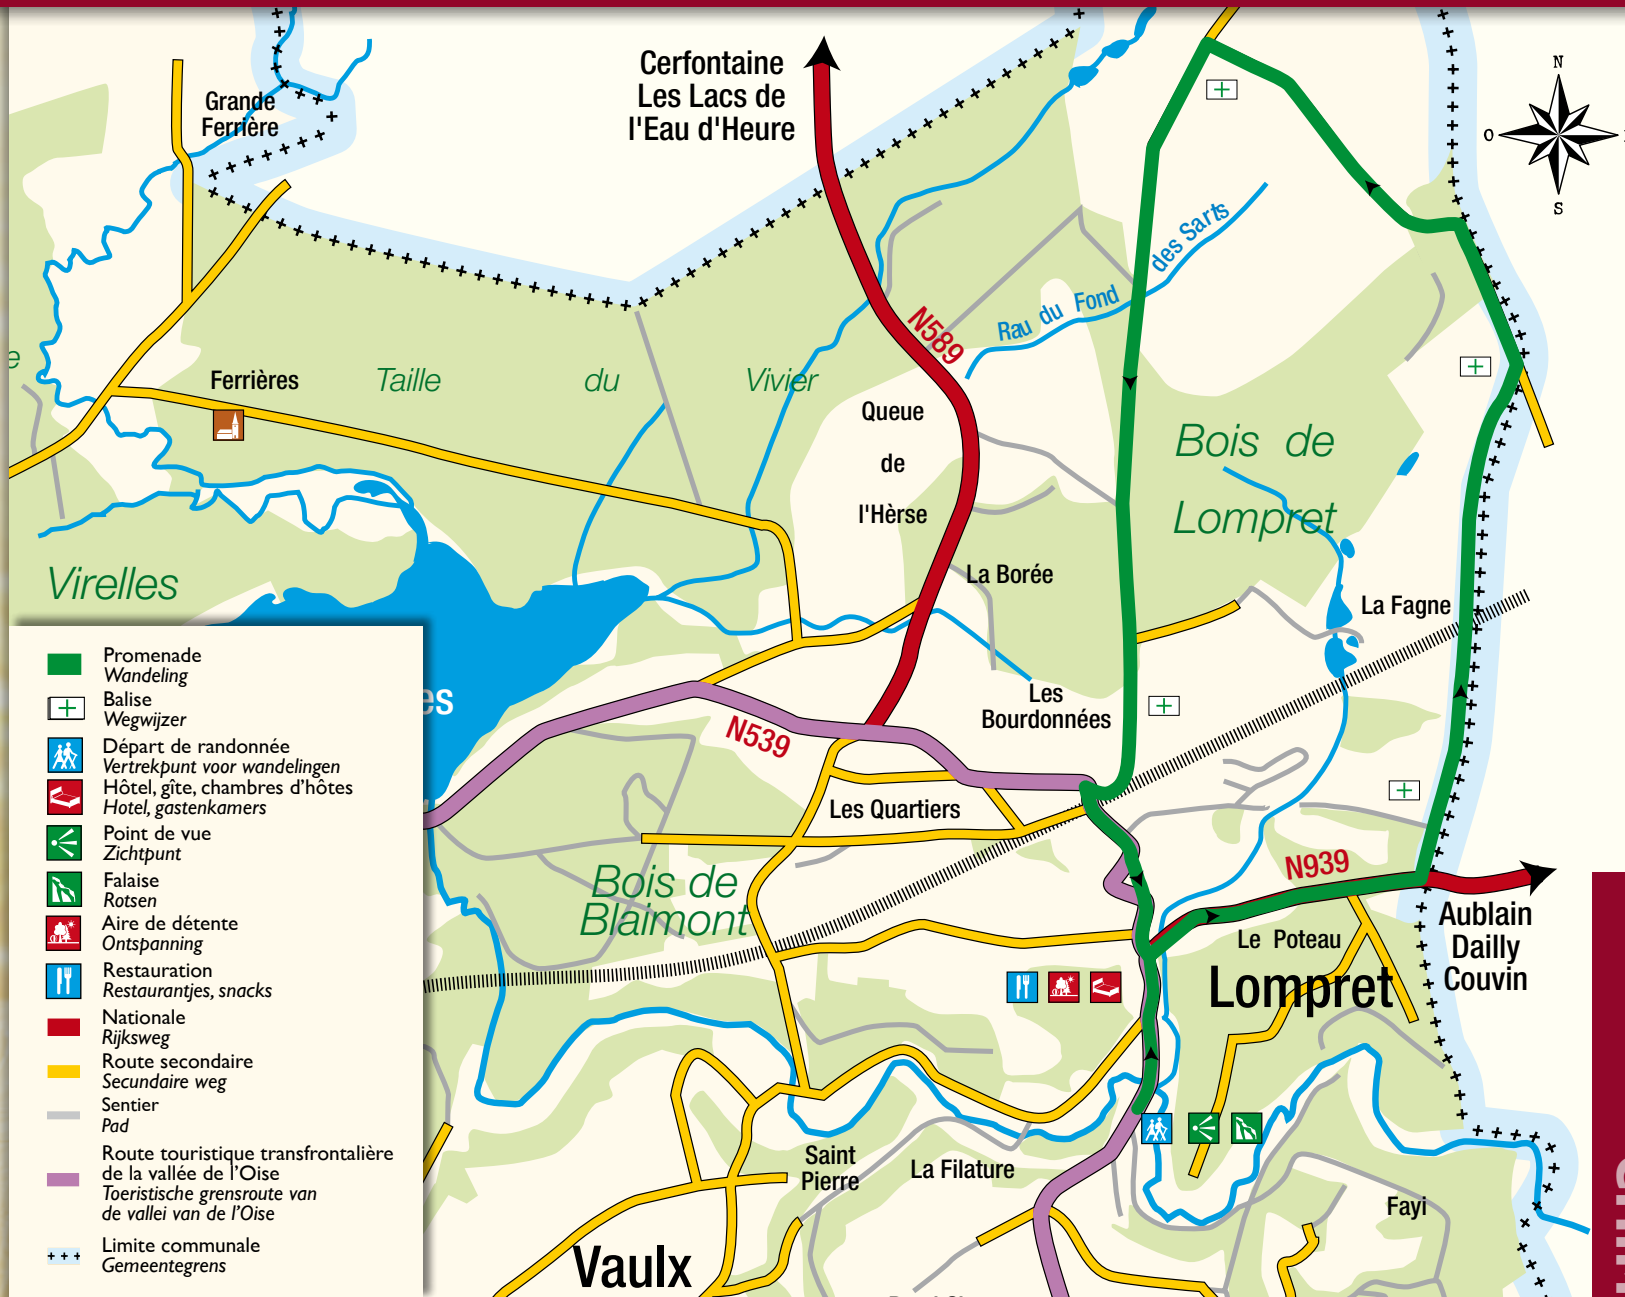 Cerfontaine
Les Lacs de
l'Eau d'Heure
Grande
Ferrière
N
O
S
des Sarts
Rau du Fond
N589
Ferrières
Taille du Vivier
Queue
de
l'Hèrse
Bois de
Lompret
La Borée
La Fagne
Virelles
es
Les
Bourdonnées
N539
Les Quartiers
Bois de
Blaimont
N939
Le Poteau
Lompret
Aublain
Dailly
Couvin
Saint
Pierre
La Filature
Fayi
Vaulx
Promenade
Wandeling
Balise
Wegwijzer
Départ de randonnée
Vertrekpunt voor wandelingen
Hôtel, gîte, chambres d'hôtes
Hotel, gastenkamers
Point de vue
Zichtpunt
Falaise
Rotsen
Aire de détente
Ontspanning
Restauration
Restaurantjes, snacks
Nationale
Rijksweg
Route secondaire
Secundaire weg
Sentier
Pad
Route touristique transfrontalière
de la vallée de l'Oise
Toeristische grensroute van
de vallei van de l'Oise
Limite communale
Gemeentegrens